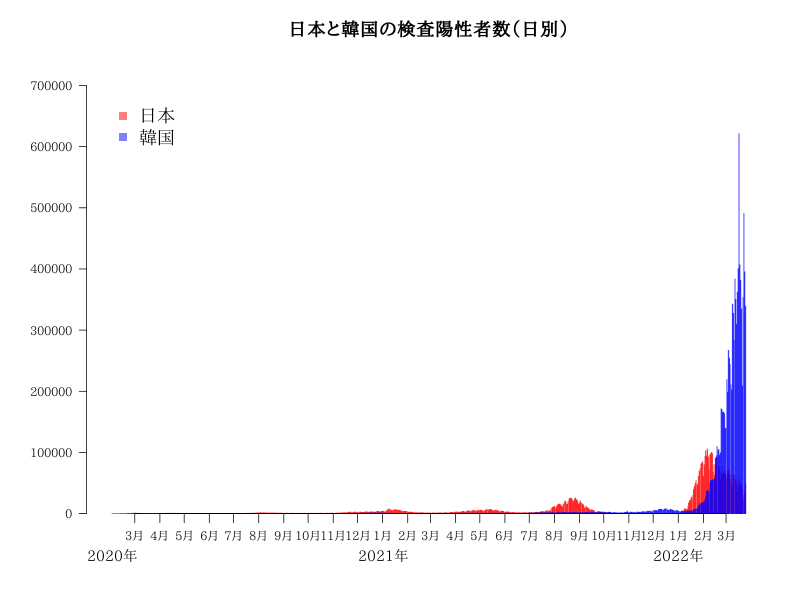 日本と韓国の検査陽性者数（日別）
700000
600000
500000
400000
300000
200000
100000
0
日本
韓国
3月 4月 5月 6月 7月 8月 9月 10月 11月 12月 1月 2月 3月 4月 5月 6月 7月 8月 9月 10月 11月 12月 1月 2月 3月
2020年 2021年 2022年